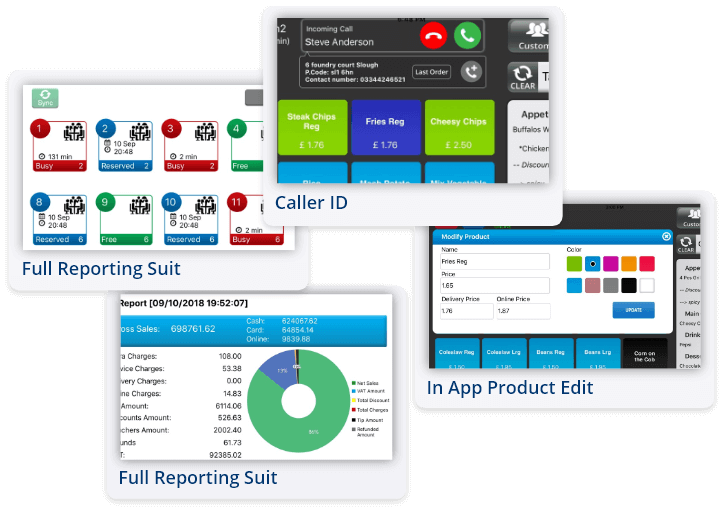 Sync
1
131 min
Busy 2
2
10 Sep
20:48
Reserved 2
3
2 min
Busy 2
4
Free
8
10 Sep
20:48
Reserved 6
9
Free 6
10
10 Sep
20:48
Reserved 6
11
2 min
Busy 6
Full Reporting Suit
min)
Incoming Call
Steve Anderson
6 foundry court Slough
P.Code: sl1 6hn
Contact number: 03344246521
Last Order
Custom
CLEAR
Steak Chips
Reg
£ 1.76
Fries Reg
£ 1.76
Cheesy Chips
£ 2.50
Appet
Buffalos W
*Chicken
-- Discoun
Caller ID
Modify Product
Name
Fries Reg
Price
1.65
Delivery Price
1.76
Online Price
1.87
Color
UPDATE
Custom
CLEAR
Appe
Main
Drink
Dess
Coleslaw Reg
Coleslaw Lrg
Beans Reg
Beans Lrg
Corn on
the Cob
In App Product Edit
Report [09/10/2018 19:52:07]
oss Sales: 698761.62
Cash: 624067.62
Card: 64854.14
Online: 9839.88
a Charges: 108.00
vice Charges: 53.38
very Charges: 0.00
ne Charges: 14.83
Amount: 6114.06
counts Amount: 526.63
chers Amount: 2002.40
unds 61.73
T: 92385.02
13%
86%
Net Sales
VAT Amount
Total Discount
Total Charges
Tip Amount
Refunded
Amount
Full Reporting Suit